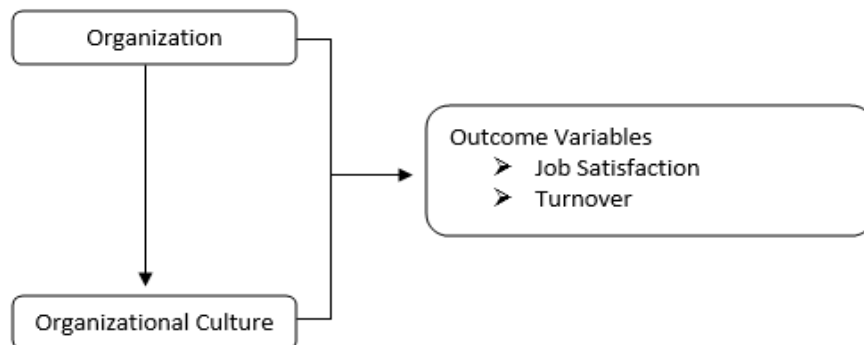 Organization
Outcome Variables
➤ Job Satisfaction
➤ Turnover
Organizational Culture